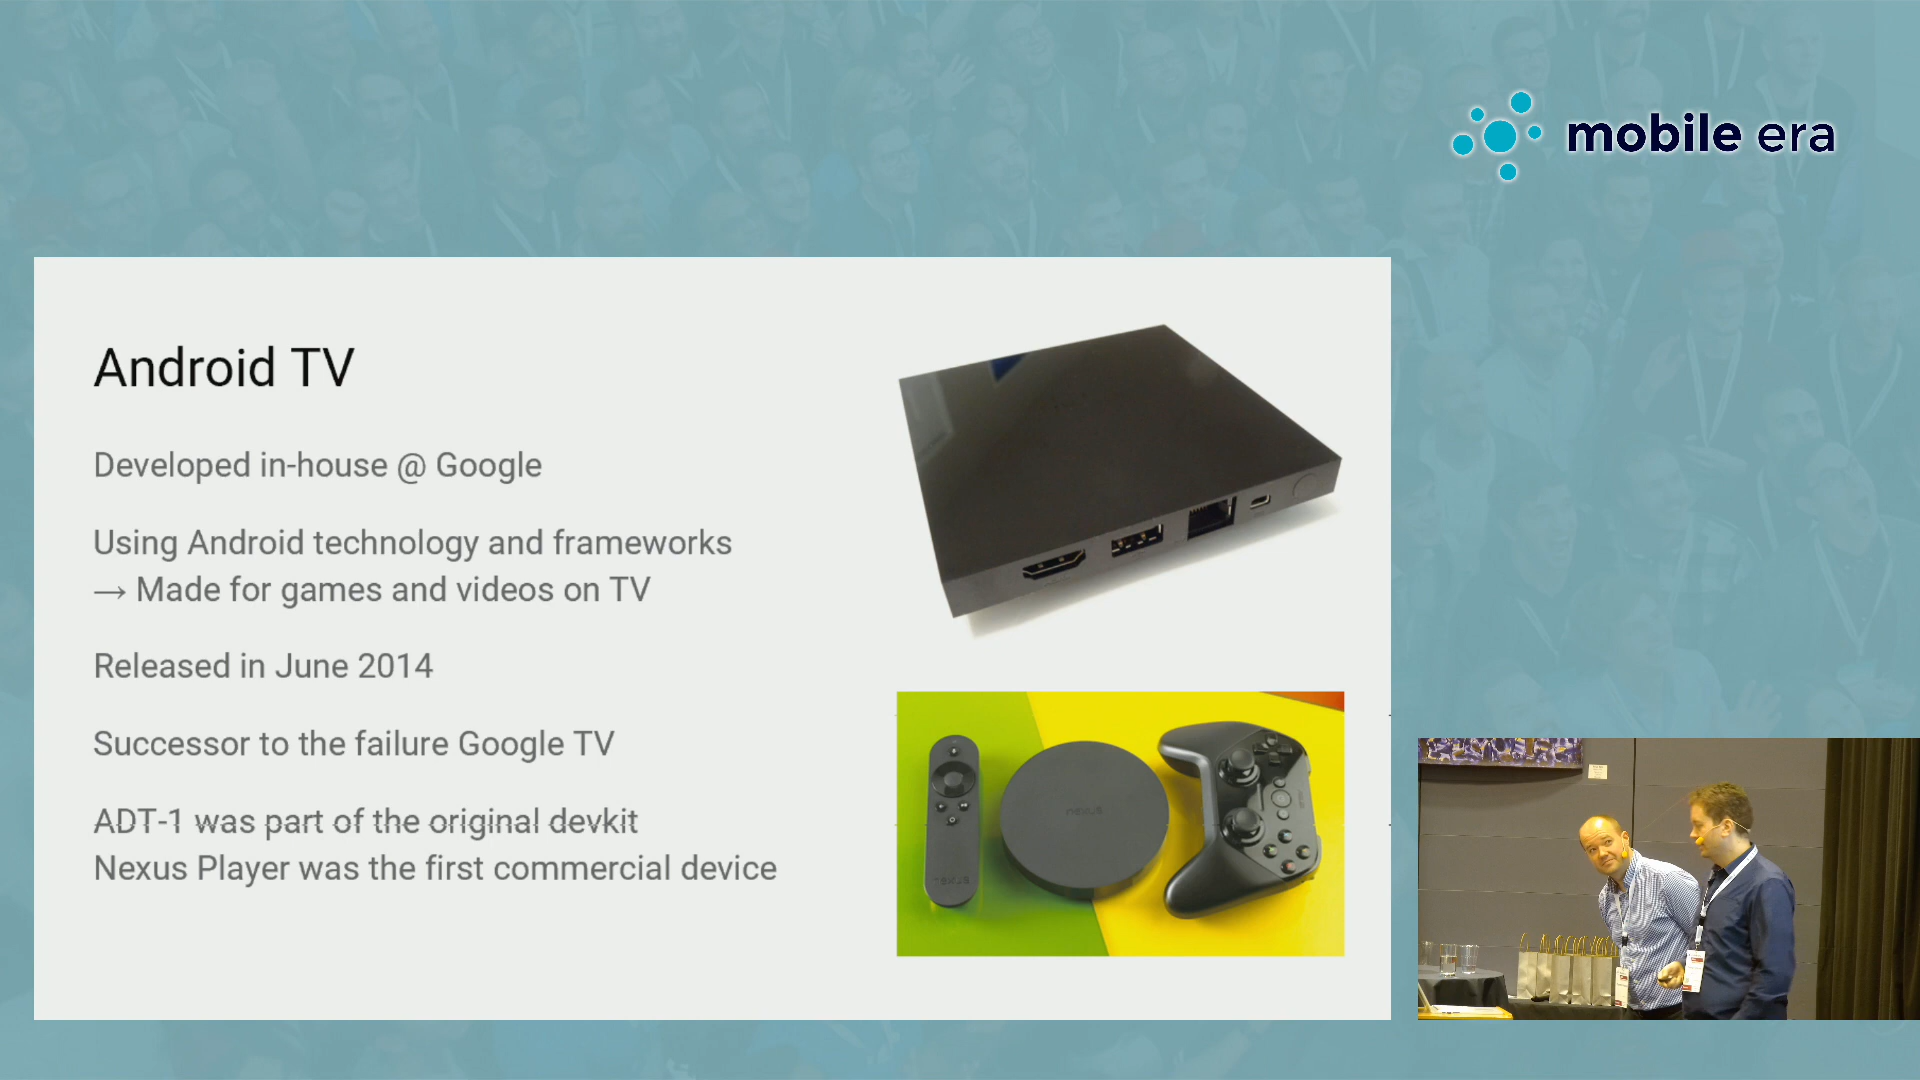 mobile era
Android TV
Developed in-house @ Google
Using Android technology and frameworks
→ Made for games and videos on TV
Released in June 2014
Successor to the failure Google TV
ADT-1 was part of the original devkit
Nexus Player was the first commercial device
nexus